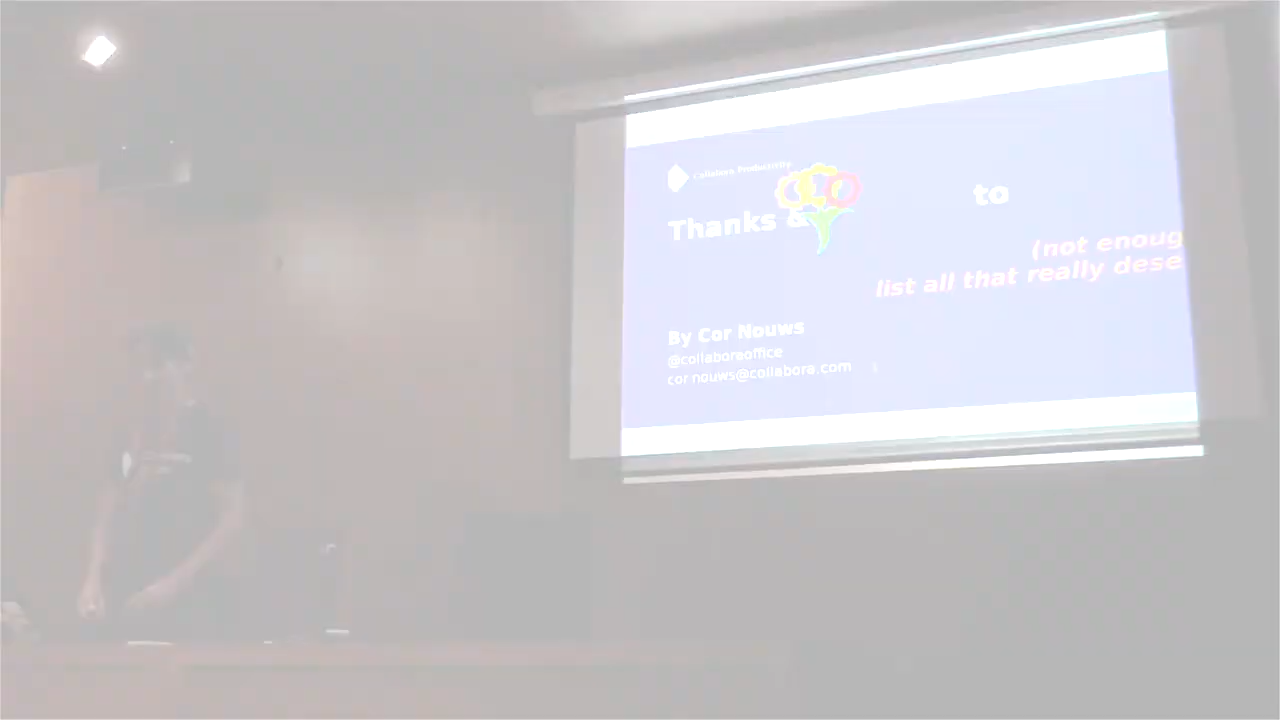 Collabora Productivity
Thanks & to
(not enoug
list all that really dese
By Cor Nouws
@collaboraoffice
cor.nouws@collabora.com